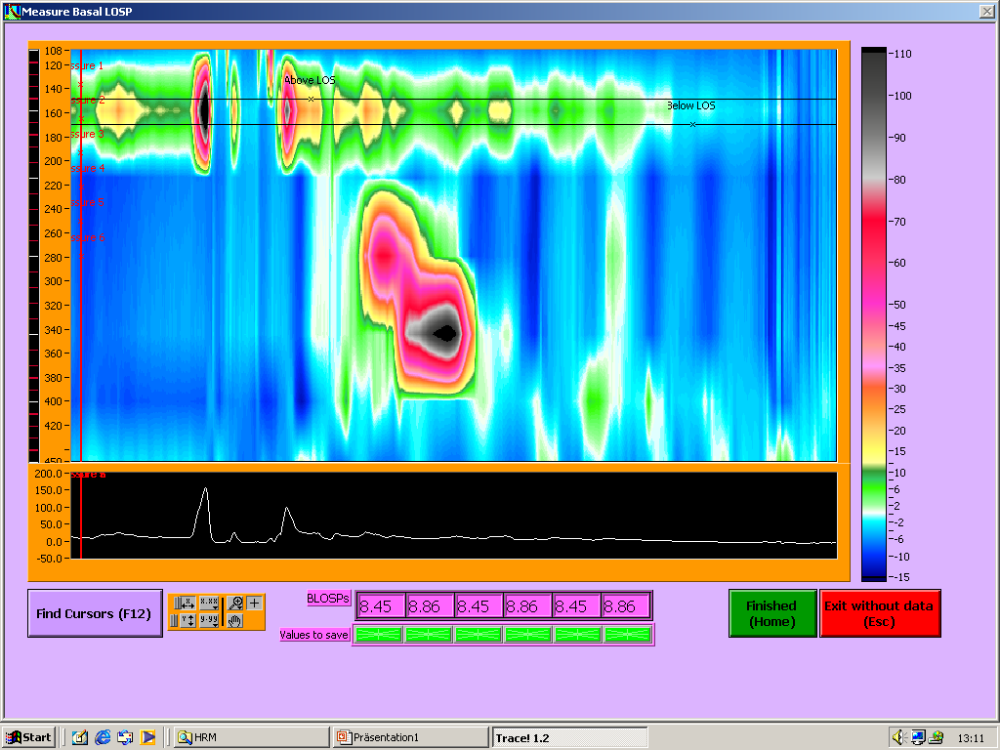 Measure Basal LOSP
108
120
140
160
180
200
220
240
260
280
300
320
340
360
380
400
420
450
ssure 1
ssure 2
ssure 3
ssure 4
Above LOS
Below LOS
110
100
90
80
70
60
50
45
40
35
30
25
20
15
10
6
2
-2
-6
-10
-15
200.0
150.0
100.0
50.0
0.0
-50.0
Find Cursors (F12)
BLOSPs
8.45 8.86 8.45 8.86 8.45 8.86
Values to save
Finished
(Home)
Exit without data
(Esc)
Start HRM Präsentation1 Trace! 1.2 13:11